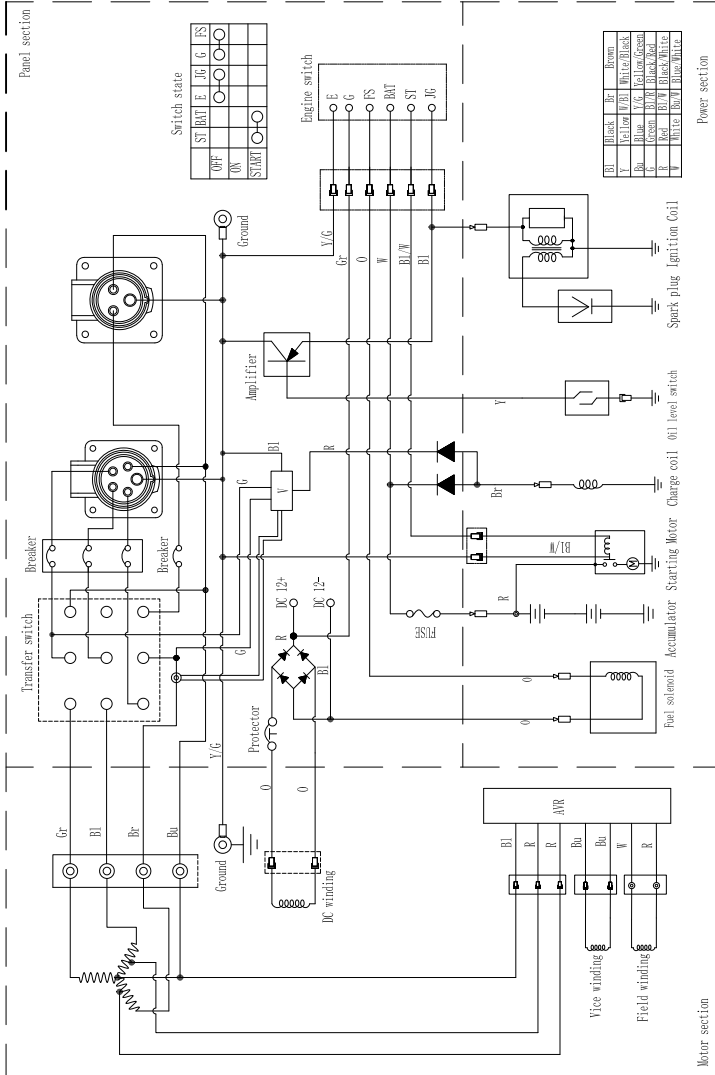 Panel section
Switch state
ST BAT E JG G FS
OFF
ON
START
Engine switch
E
G
FS
BAT
ST
JG
Y/G
Gr
O
W
Bl/W
Bl
Bl Black Br Brown
Y Yellow W/Bl White/Black
Bu Blue Y/G Yellow/Green
G Green Bl/R Black/Red
R Red Bl/W Black/White
W White Bu/W Blue/White
Power section
Ground
Amplifier
Spark plug
Ignition Coil
Y
Oil level switch
Breaker
Breaker
Bl
G
V
R
Br
Charge coil
Transfer switch
G
DC 12+
DC 12-
R
Bl
FUSE
R
Bl/W
Accumulator
Starting Motor
Protector
O
O
O
O
Fuel solenoid
Y/G
Gr
Bl
Br
Bu
Ground
DC winding
AVR
Bl
R
R
Bu
Bu
W
R
M
Vice winding
Field winding
Motor section